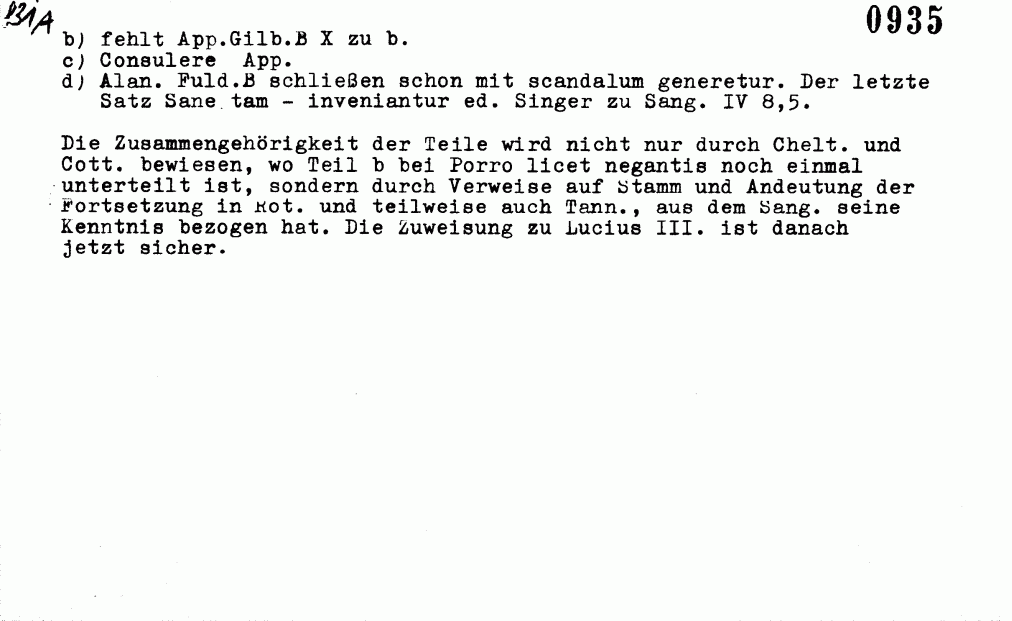 0935
b) fehlt App.Gilb.B X zu b.
c) Consulere App.
d) Alan. Fuld.B schließen schon mit scandalum generetur. Der letzte
Satz Sane tam - inveniantur ed. Singer zu Sang. IV 8,5.
Die Zusammengehörigkeit der Teile wird nicht nur durch Chelt. und
Cott. bewiesen, wo Teil b bei Porro licet negantis noch einmal
unterteilt ist, sondern durch Verweise auf Stamm und Andeutung der
Fortsetzung in Rot. und teilweise auch Tann., aus dem Sang. seine
Kenntnis bezogen hat. Die Zuweisung zu Lucius III. ist danach
jetzt sicher.